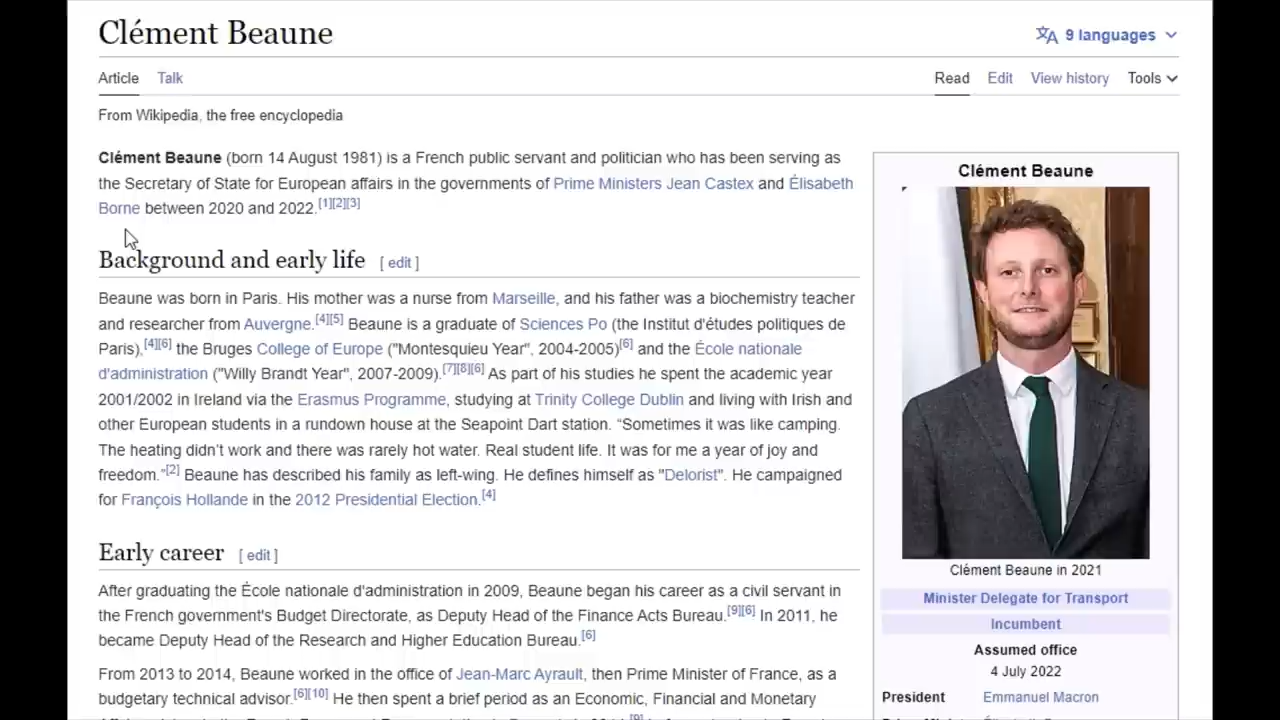 Clément Beaune
9 languages
Article Talk
Read Edit View history Tools
From Wikipedia, the free encyclopedia
Clément Beaune (born 14 August 1981) is a French public servant and politician who has been serving as
the Secretary of State for European affairs in the governments of Prime Ministers Jean Castex and Élisabeth
Borne between 2020 and 2022.[1][2][3]
Background and early life [ edit ]
Beaune was born in Paris. His mother was a nurse from Marseille, and his father was a biochemistry teacher
and researcher from Auvergne.[4][5] Beaune is a graduate of Sciences Po (the Institut d'études politiques de
Paris),[4][6] the Bruges College of Europe ("Montesquieu Year", 2004-2005)[6] and the École nationale
d'administration ("Willy Brandt Year", 2007-2009).[7][8][6] As part of his studies he spent the academic year
2001/2002 in Ireland via the Erasmus Programme, studying at Trinity College Dublin and living with Irish and
other European students in a rundown house at the Seapoint Dart station. “Sometimes it was like camping.
The heating didn’t work and there was rarely hot water. Real student life. It was for me a year of joy and
freedom.”[2] Beaune has described his family as left-wing. He defines himself as "Delorist". He campaigned
for François Hollande in the 2012 Presidential Election.[4]
Early career [ edit ]
After graduating the École nationale d'administration in 2009, Beaune began his career as a civil servant in
the French government's Budget Directorate, as Deputy Head of the Finance Acts Bureau.[9][6] In 2011, he
became Deputy Head of the Research and Higher Education Bureau.[6]
From 2013 to 2014, Beaune worked in the office of Jean-Marc Ayrault, then Prime Minister of France, as a
budgetary technical advisor.[6][10] He then spent a brief period as an Economic, Financial and Monetary
Clément Beaune
Clément Beaune in 2021
Minister Delegate for Transport
Incumbent
Assumed office
4 July 2022
President Emmanuel Macron